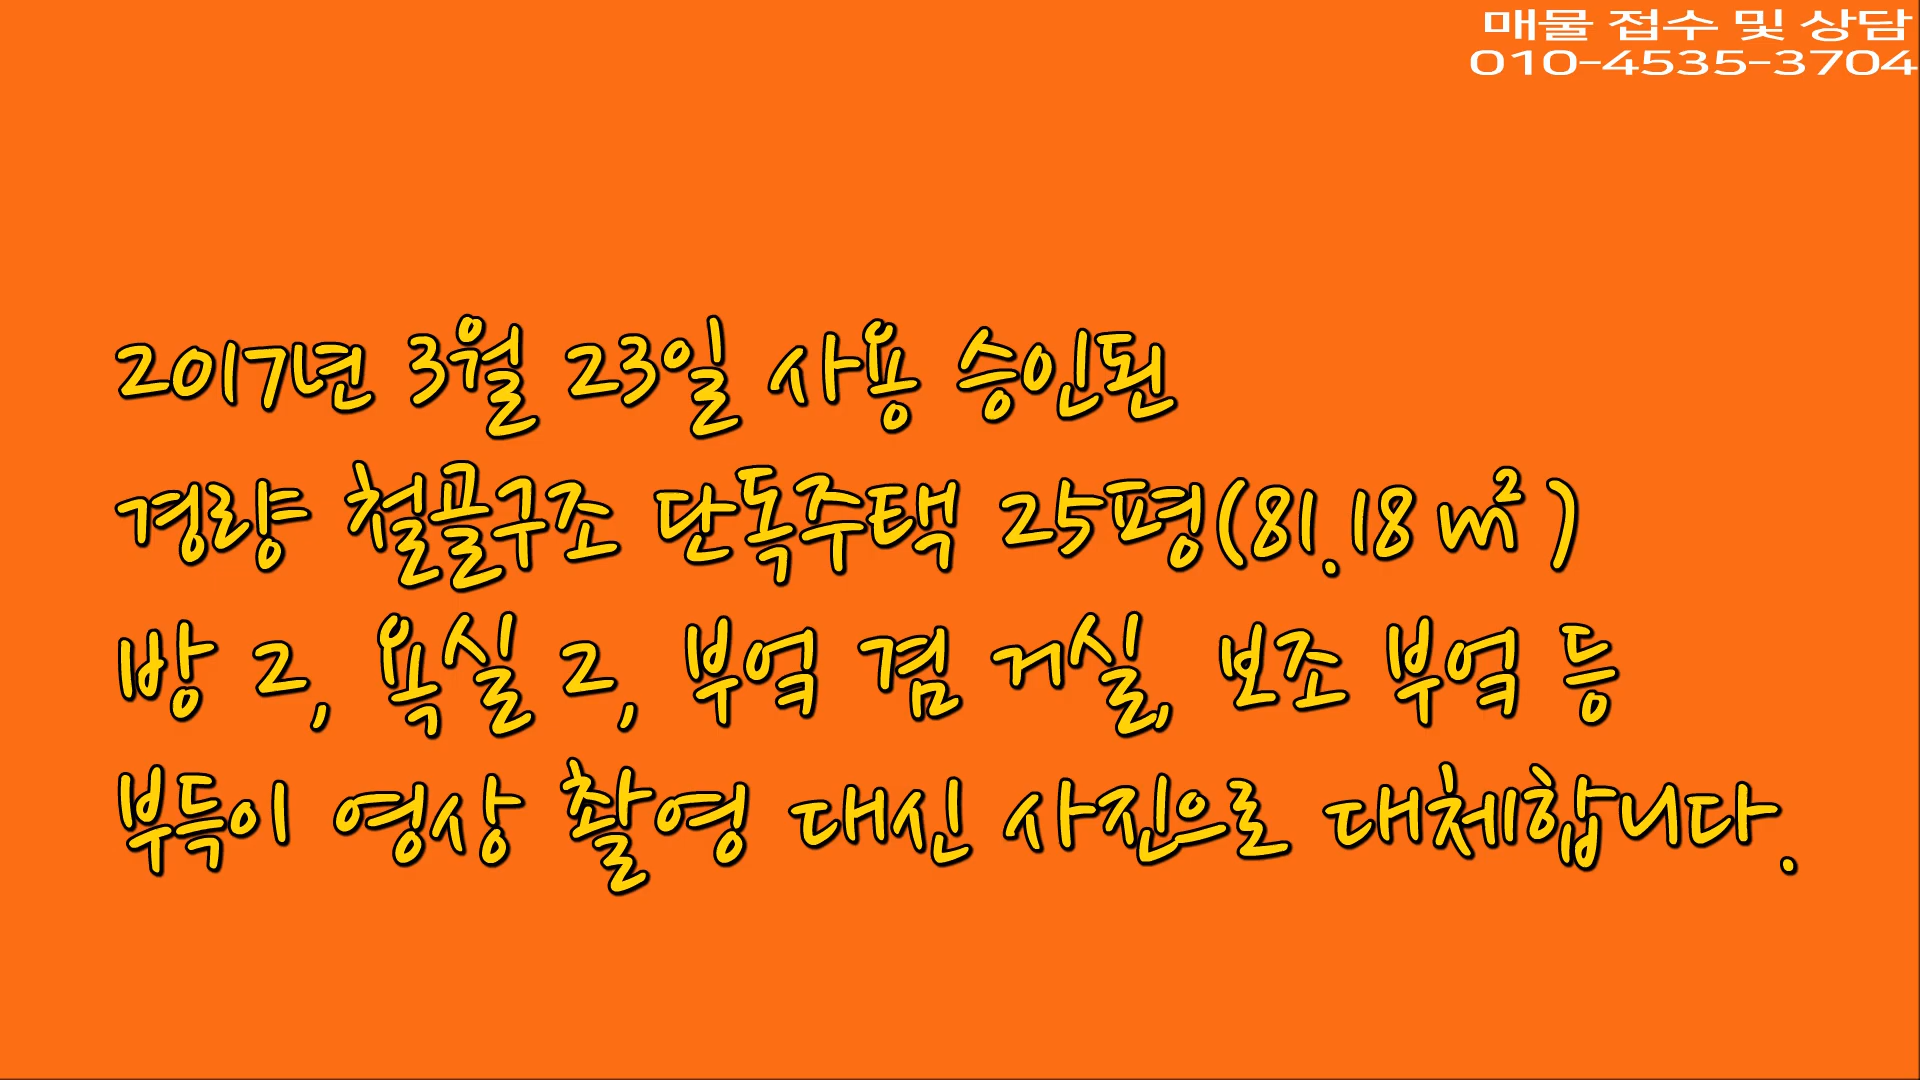 매물 접수 및 상담
010-4535-3704
2017년 3월 23일 사용 승인된
경량 철골구조 단독주택 25평(81.18㎡)
방 2, 욕실 2, 부엌 겸 거실, 보조 부엌 등
부득이 영상 촬영 대신 사진으로 대체합니다.